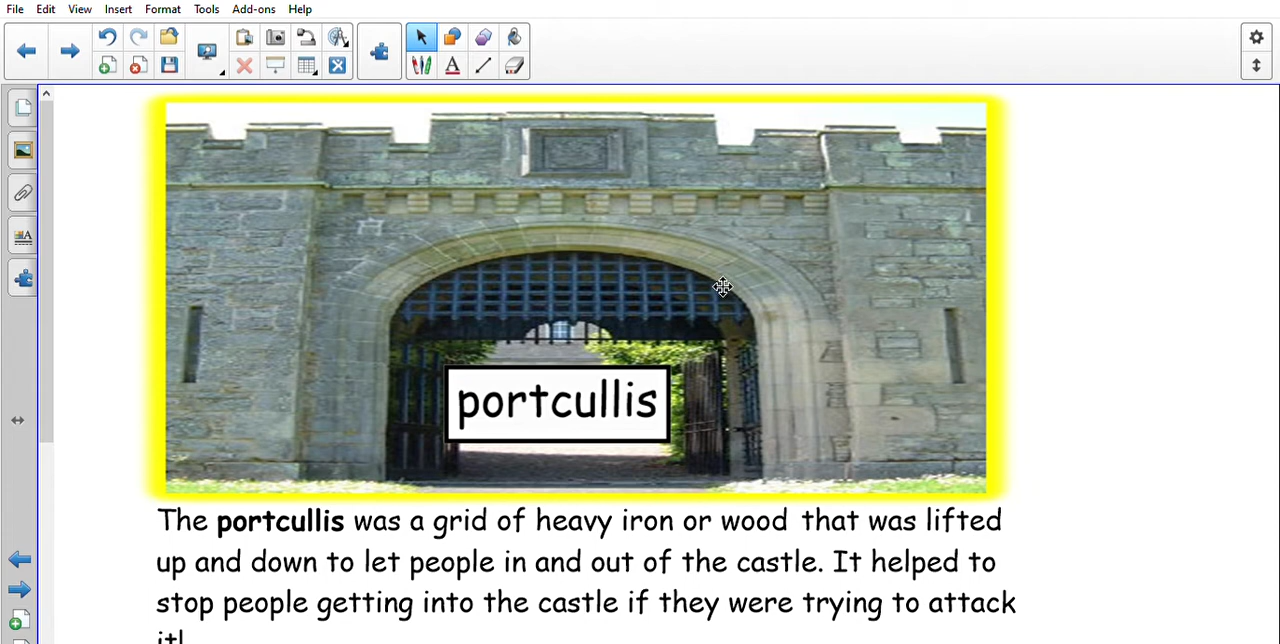 File Edit View Insert Format Tools Add-ons Help
portcullis
The portcullis was a grid of heavy iron or wood that was lifted
up and down to let people in and out of the castle. It helped to
stop people getting into the castle if they were trying to attack
it!